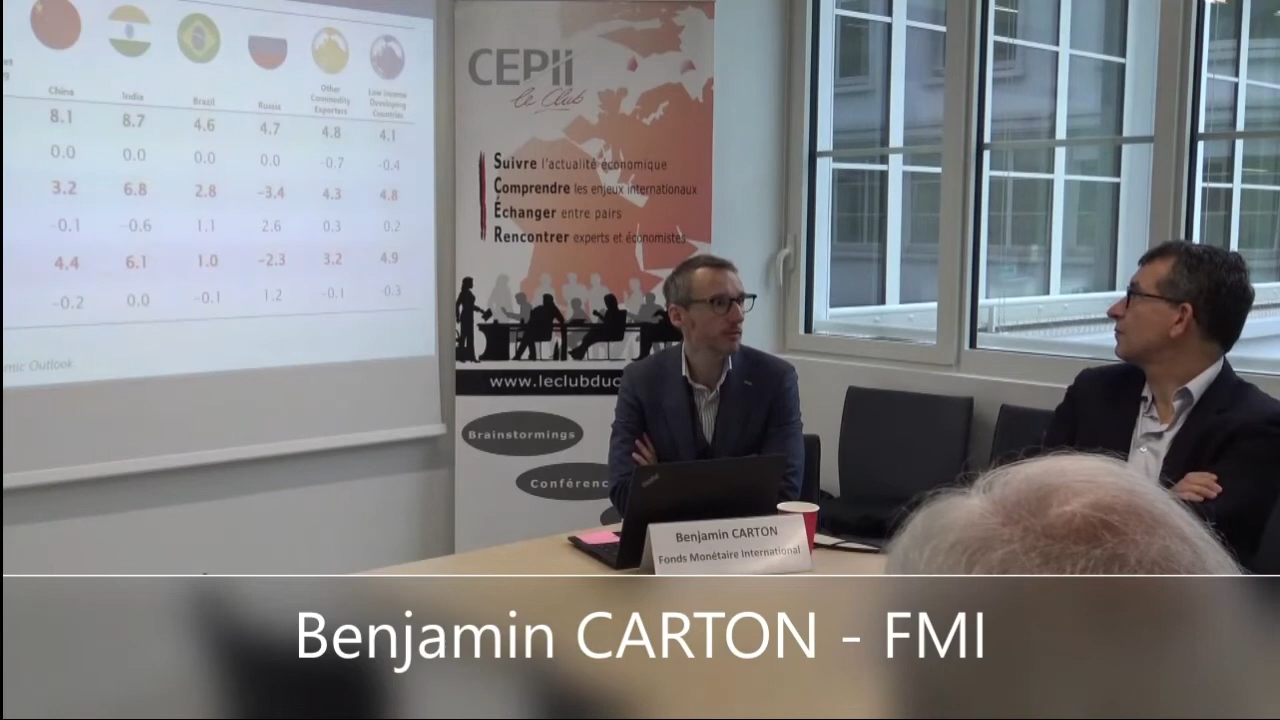 China India Brazil Russia Other Commodity Exporters Low Income Developing Countries
8.1 8.7 4.6 4.7 4.8 4.1
0.0 0.0 0.0 0.0 -0.7 -0.4
3.2 6.8 2.8 -3.4 4.3 4.8
-0.1 -0.6 1.1 2.6 0.3 0.2
4.4 6.1 1.0 -2.3 3.2 4.9
-0.2 0.0 -0.1 1.2 -0.1 -0.3
Outlook.
CEPII
le Club
Suivre l'actualité économique
Comprendre les enjeux internationaux
Échanger entre pairs
Rencontrer experts et économistes
www.leclubduc
Brainstormings
Conférenc
Benjamin CARTON
Fonds Monétaire International
Benjamin CARTON - FMI